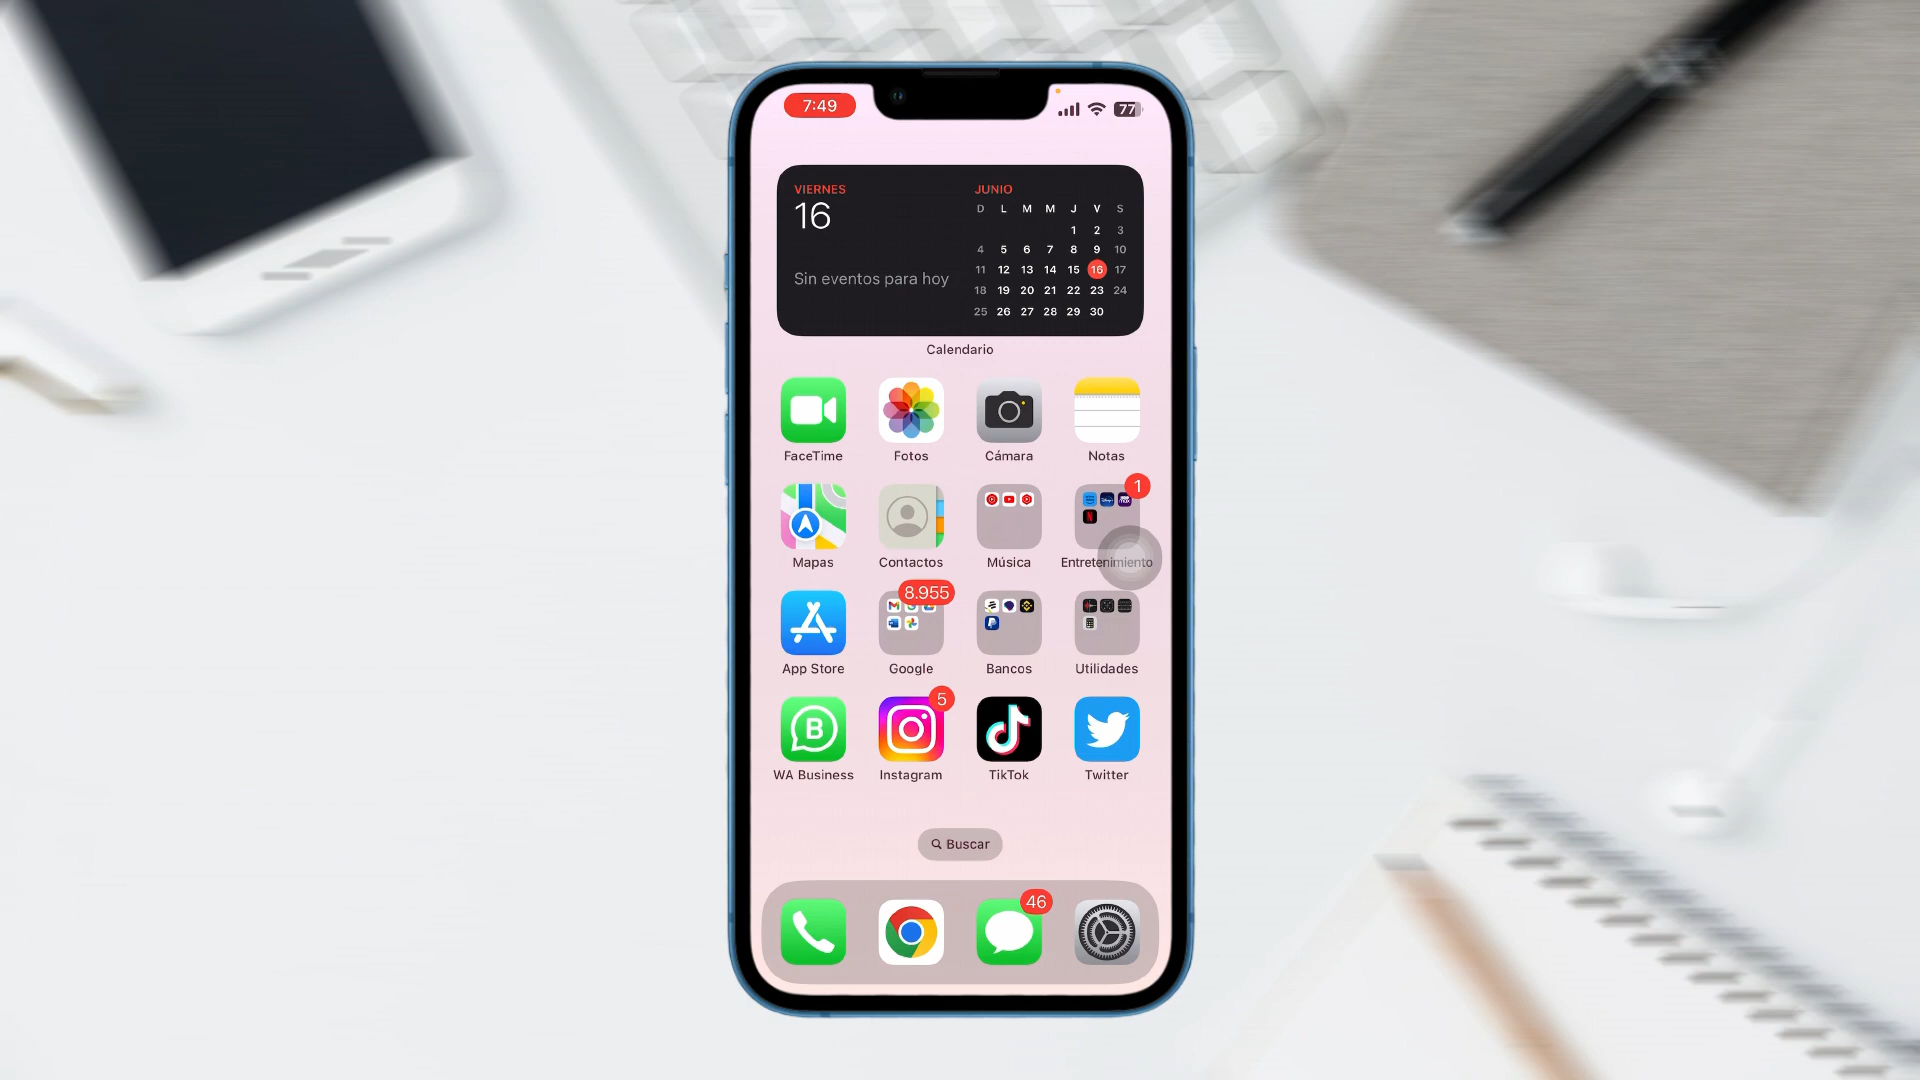 7:49
77
VIERNES
16
Sin eventos para hoy
JUNIO
D L M M J V S
1 2 3
4 5 6 7 8 9 10
11 12 13 14 15 16 17
18 19 20 21 22 23 24
25 26 27 28 29 30
Calendario
FaceTime Fotos Cámara Notas
1
Mapas Contactos Música Entretenimiento
8.955
App Store Google Bancos Utilidades
B
5
WA Business Instagram TikTok Twitter
Buscar
46